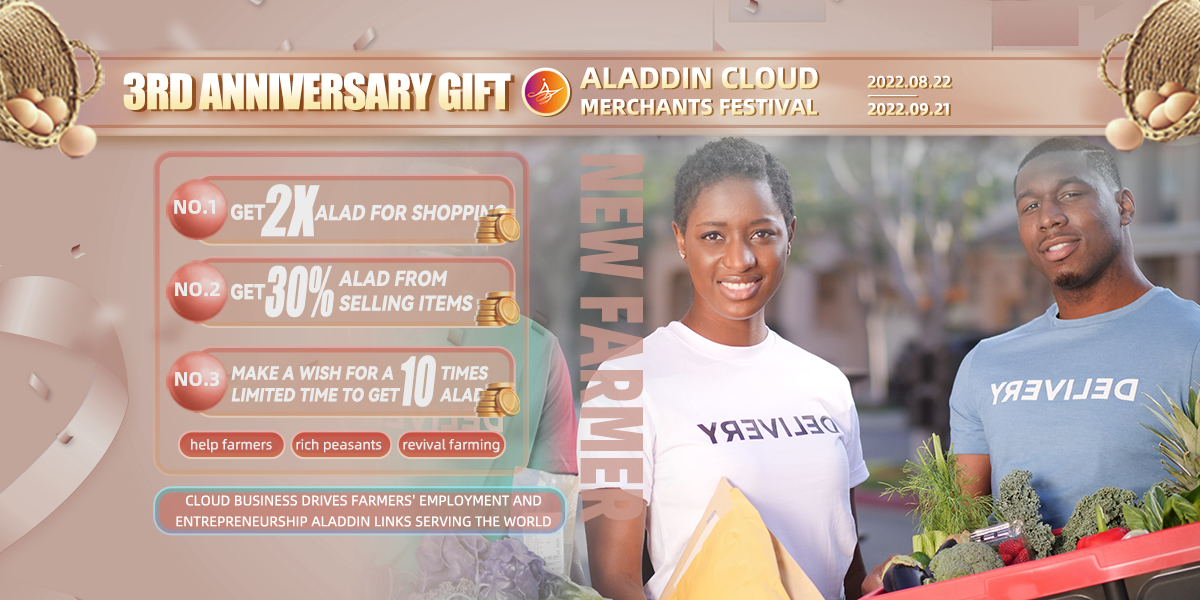 3RD ANNIVERSARY GIFT
ALADDIN CLOUD
MERCHANTS FESTIVAL
2022.08.22
2022.09.21
NO.1 GET 2X ALAD FOR SHOPPING
NO.2 GET 30% ALAD FROM
SELLING ITEMS
NO.3 MAKE A WISH FOR A 10 TIMES
LIMITED TIME TO GET ALAD
help farmers rich peasants revival farming
CLOUD BUSINESS DRIVES FARMERS' EMPLOYMENT AND
ENTREPRENEURSHIP ALADDIN LINKS SERVING THE WORLD
NEW FARMER
DELIVERY
DELIVERY